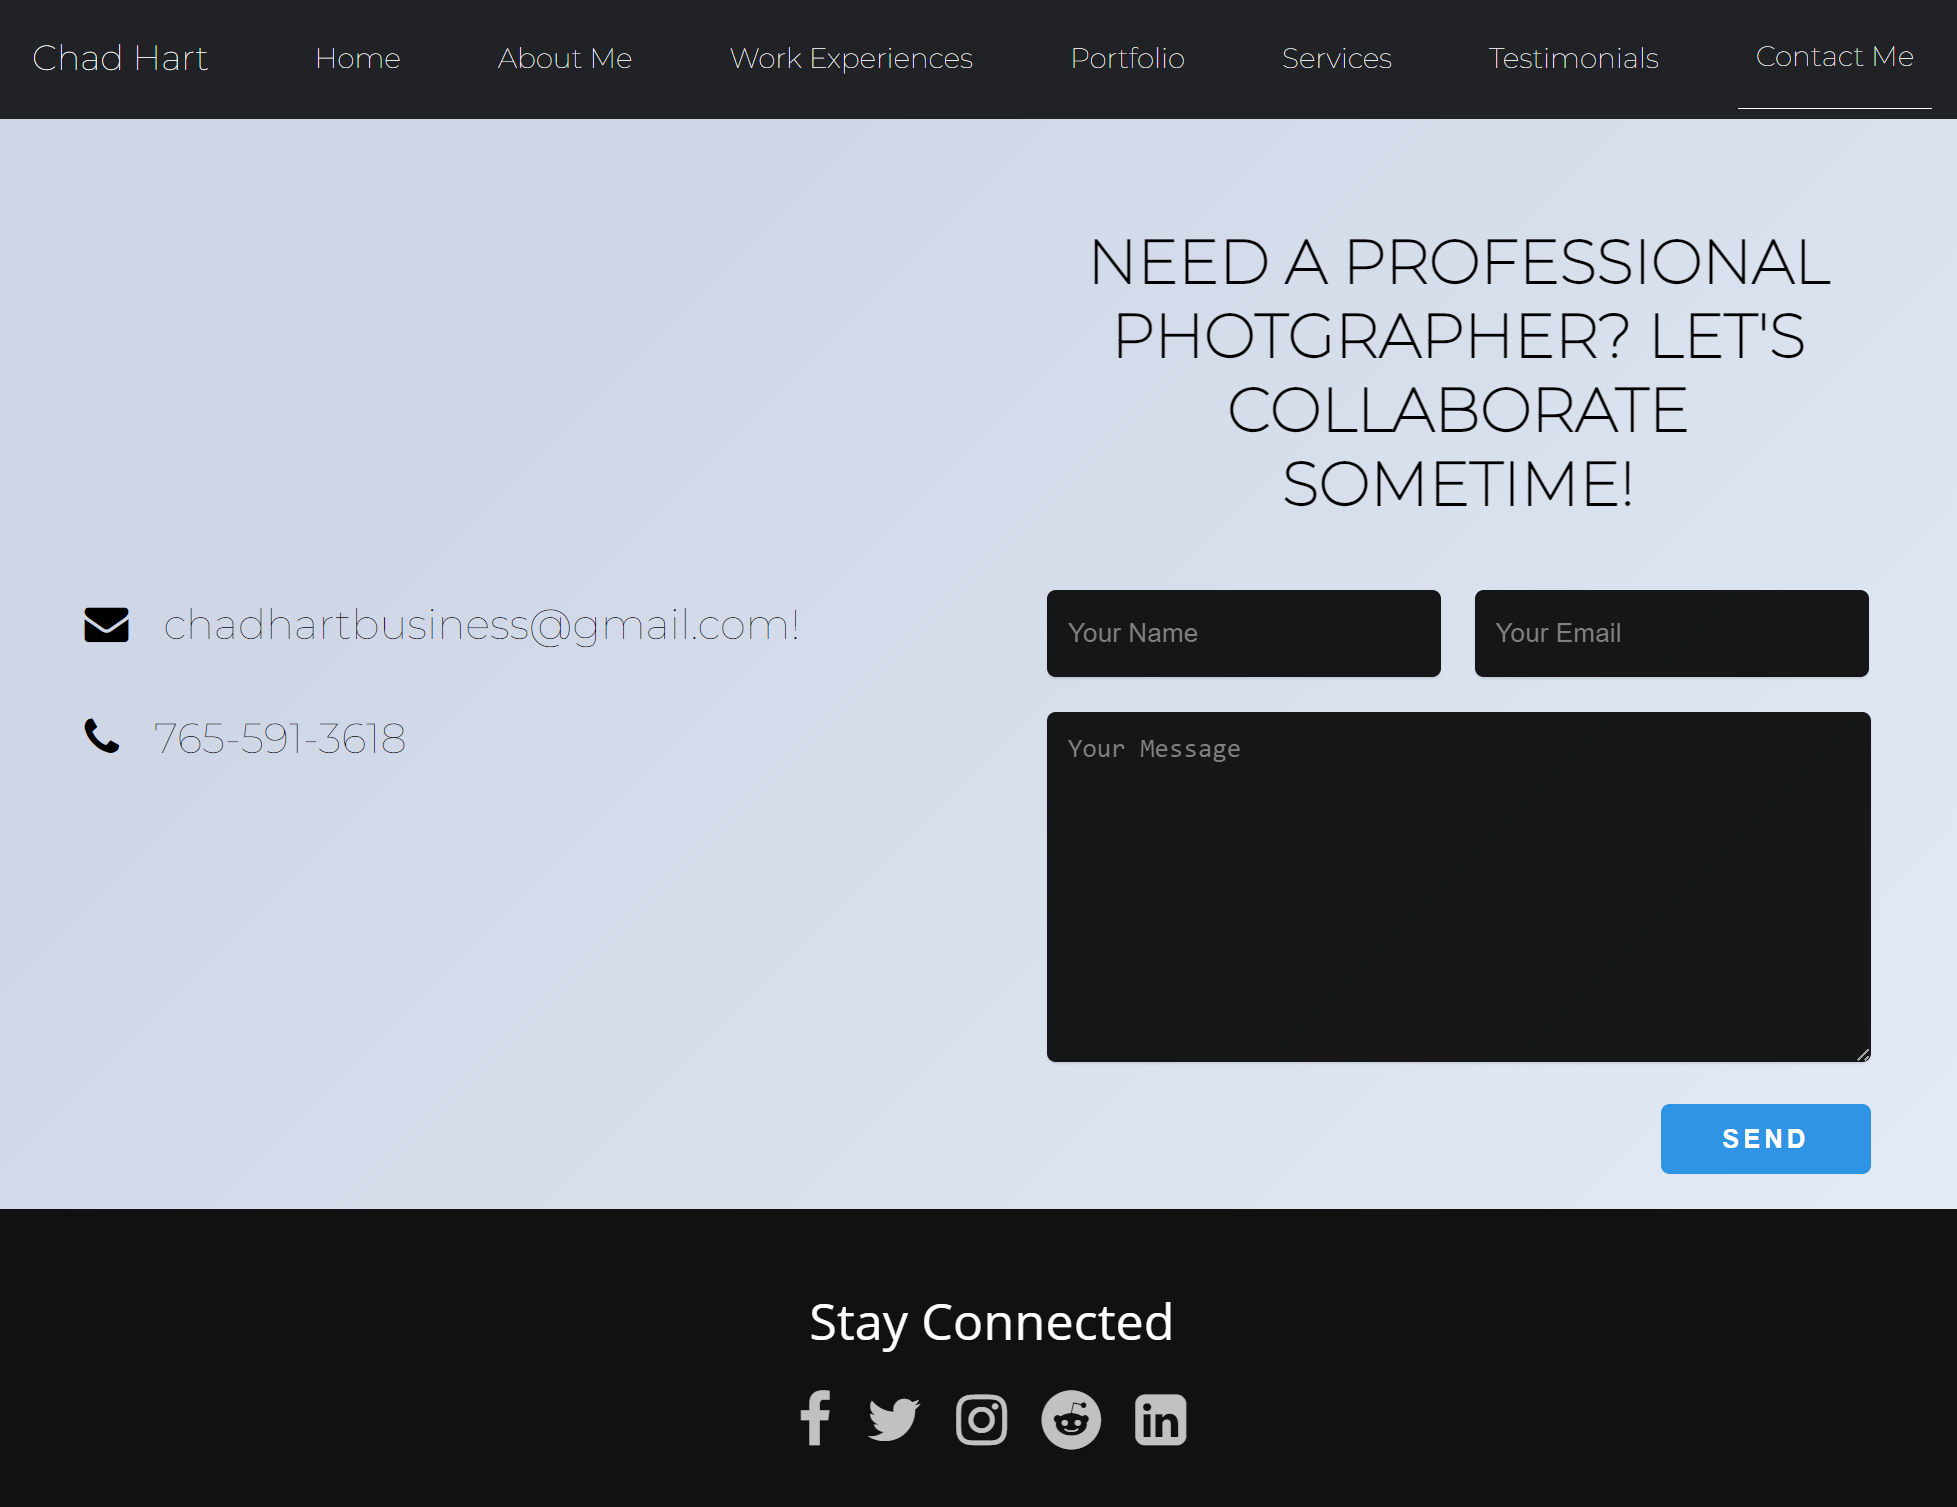 Chad Hart
Home
About Me
Work Experiences
Portfolio
Services
Testimonials
Contact Me
NEED A PROFESSIONAL
PHOTGRAPHER? LET'S
COLLABORATE
SOMETIME!
chadhartbusiness@gmail.com!
765-591-3618
Your Name
Your Email
Your Message
SEND
Stay Connected